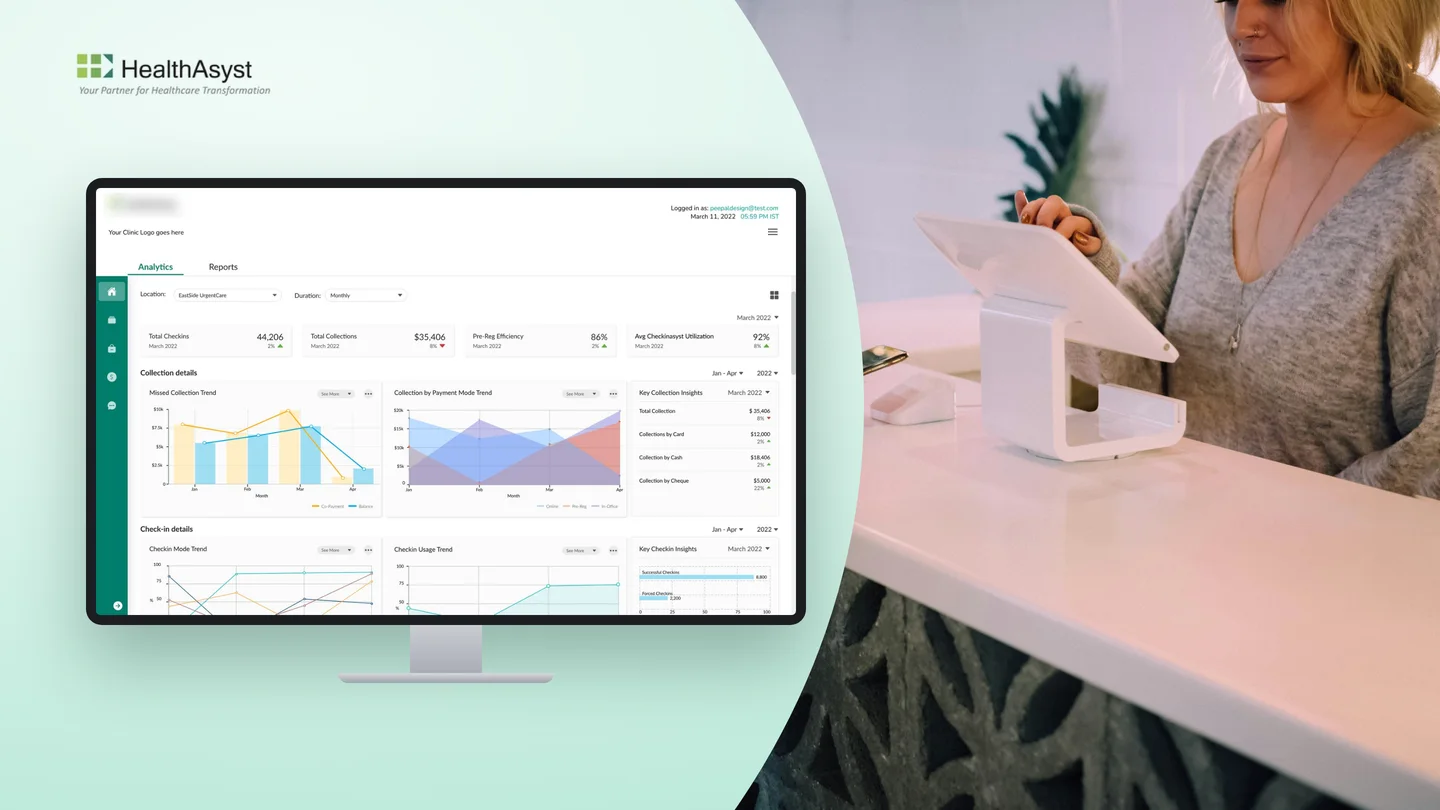 HealthAsyst
Your Partner for Healthcare Transformation
Logged in as: peepaldesign@test.com
March 11, 2022 05:59 PM IST
Your Clinic Logo goes here
Analytics Reports
Location: EastSide UrgentCare Duration: Monthly
March 2022
Total Checkins 44,206
March 2022 2%
Total Collections $35,406
March 2022 8%
Pre-Reg Efficiency 86%
March 2022 2%
Avg Checkinasyst Utilization 92%
March 2022 8%
Collection details Jan - Apr 2022
Missed Collection Trend See More
$10k
$7.5k
$5k
$2.5k
0
Jan Feb Mar Apr
Month
Co-Payment Balance
Collection by Payment Mode Trend See More
$20k
$15k
$10k
$5k
0
Jan Feb Mar Apr
Month
Online Pre-Reg In-Office
Key Collection Insights March 2022
Total Collection $ 35,406
8%
Collections by Card $12,000
2%
Collection by Cash $18,406
2%
Collection by Cheque $5,000
22%
Check-in details Jan - Apr 2022
Checkin Mode Trend See More
100
75
% 50
Checkin Usage Trend See More
100
75
50
%
Key Checkin Insights March 2022
Successful Checkins
8,800
Forced Checkins
2,200
0 25 50 75 100